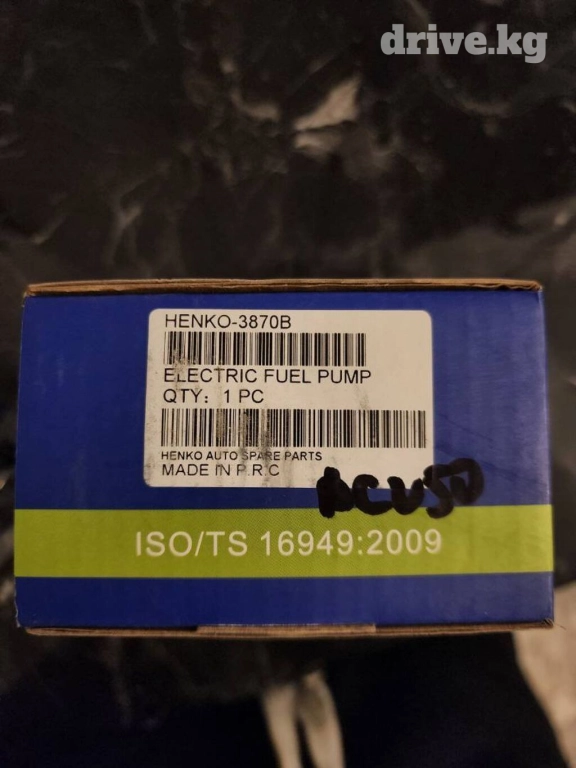 drive.kg
HENKO-3870B
ELECTRIC FUEL PUMP
QTY: 1 PC
HENKO AUTO SPARE PARTS
MADE IN P.R.C
ACU50
ISO/TS 16949:2009